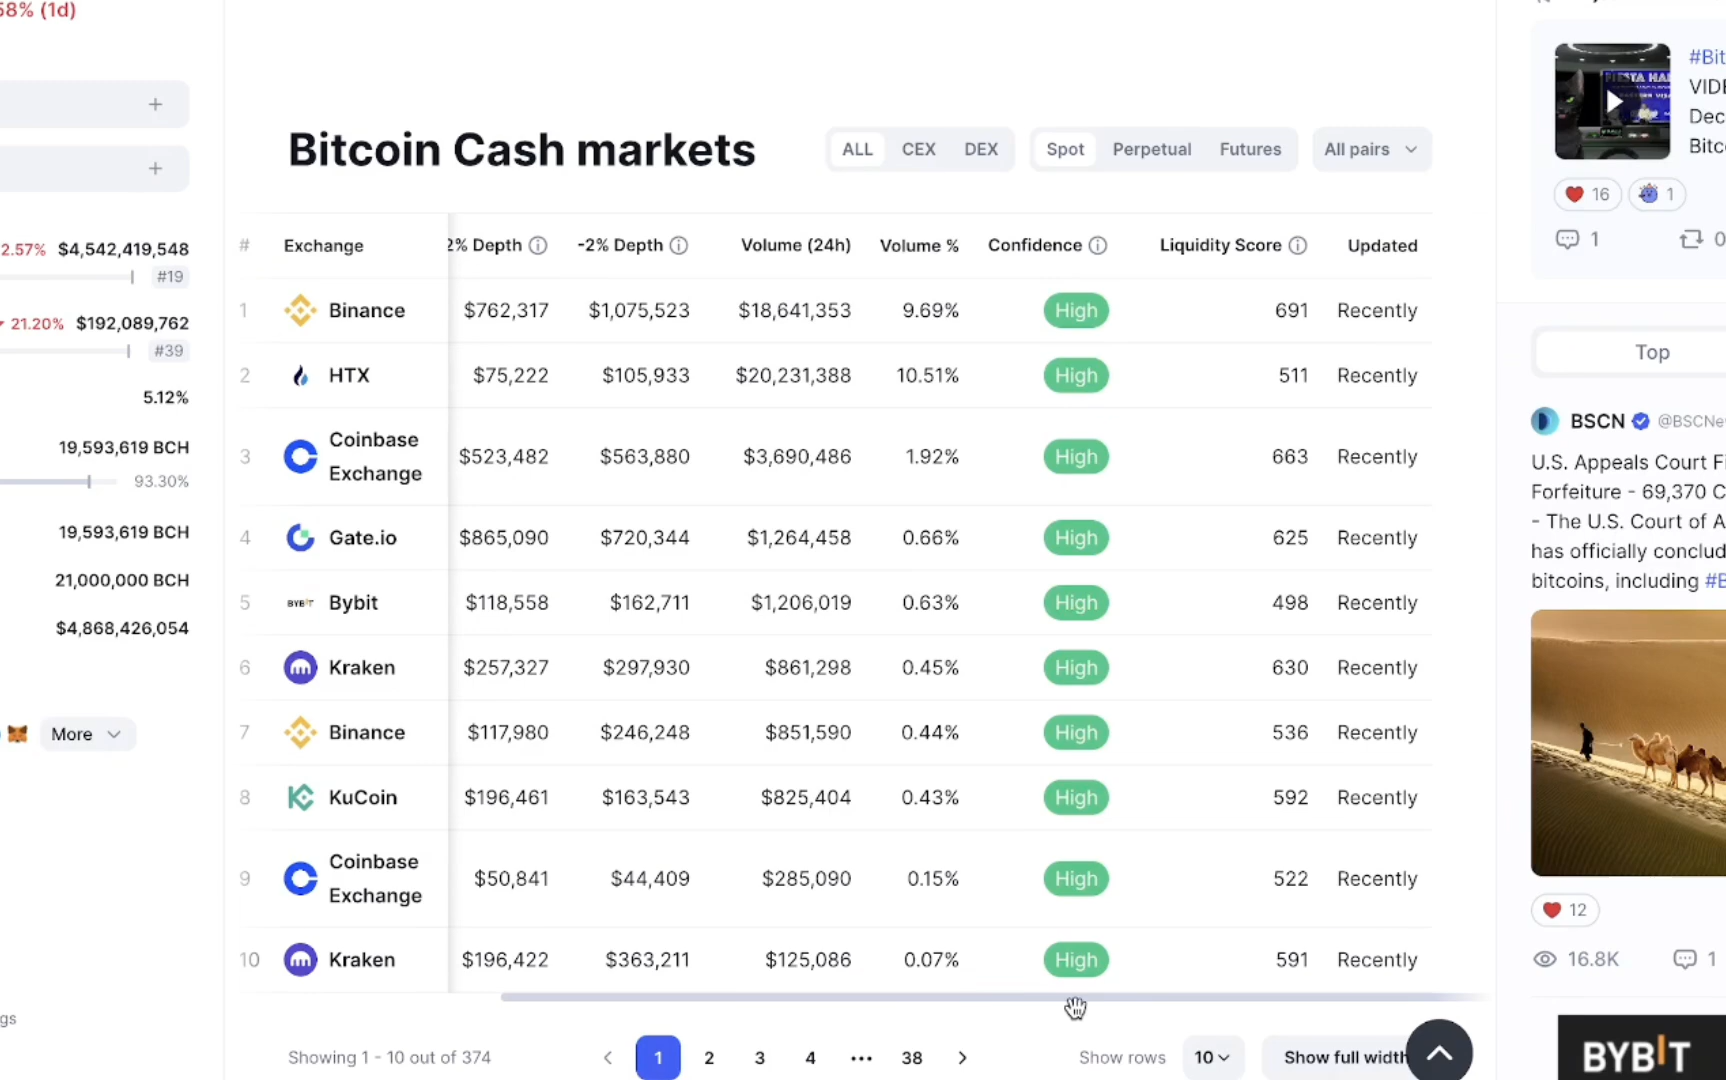 58% (1d)
2.57% $4,542,419,548
#19
21.20% $192,089,762
#39
5.12%
19,593,619 BCH
93.30%
19,593,619 BCH
21,000,000 BCH
$4,868,426,054
More
gs
Bitcoin Cash markets
ALL CEX DEX
Spot Perpetual Futures
All pairs
# Exchange 2% Depth -2% Depth Volume (24h) Volume % Confidence Liquidity Score Updated
1 Binance $762,317 $1,075,523 $18,641,353 9.69% High 691 Recently
2 HTX $75,222 $105,933 $20,231,388 10.51% High 511 Recently
3 Coinbase Exchange $523,482 $563,880 $3,690,486 1.92% High 663 Recently
4 Gate.io $865,090 $720,344 $1,264,458 0.66% High 625 Recently
5 BYBIT Bybit $118,558 $162,711 $1,206,019 0.63% High 498 Recently
6 Kraken $257,327 $297,930 $861,298 0.45% High 630 Recently
7 Binance $117,980 $246,248 $851,590 0.44% High 536 Recently
8 KuCoin $196,461 $163,543 $825,404 0.43% High 592 Recently
9 Coinbase Exchange $50,841 $44,409 $285,090 0.15% High 522 Recently
10 Kraken $196,422 $363,211 $125,086 0.07% High 591 Recently
Showing 1 - 10 out of 374
1 2 3 4 ••• 38
Show rows 10
Show full width
FIESTA HA
#Bit
VIDE
Dec
Bitc
16 1
1 0
Top
BSCN @BSCNe
U.S. Appeals Court Fi
Forfeiture - 69,370 C
- The U.S. Court of A
has officially conclud
bitcoins, including #B
12
16.8K 1
BYBIT